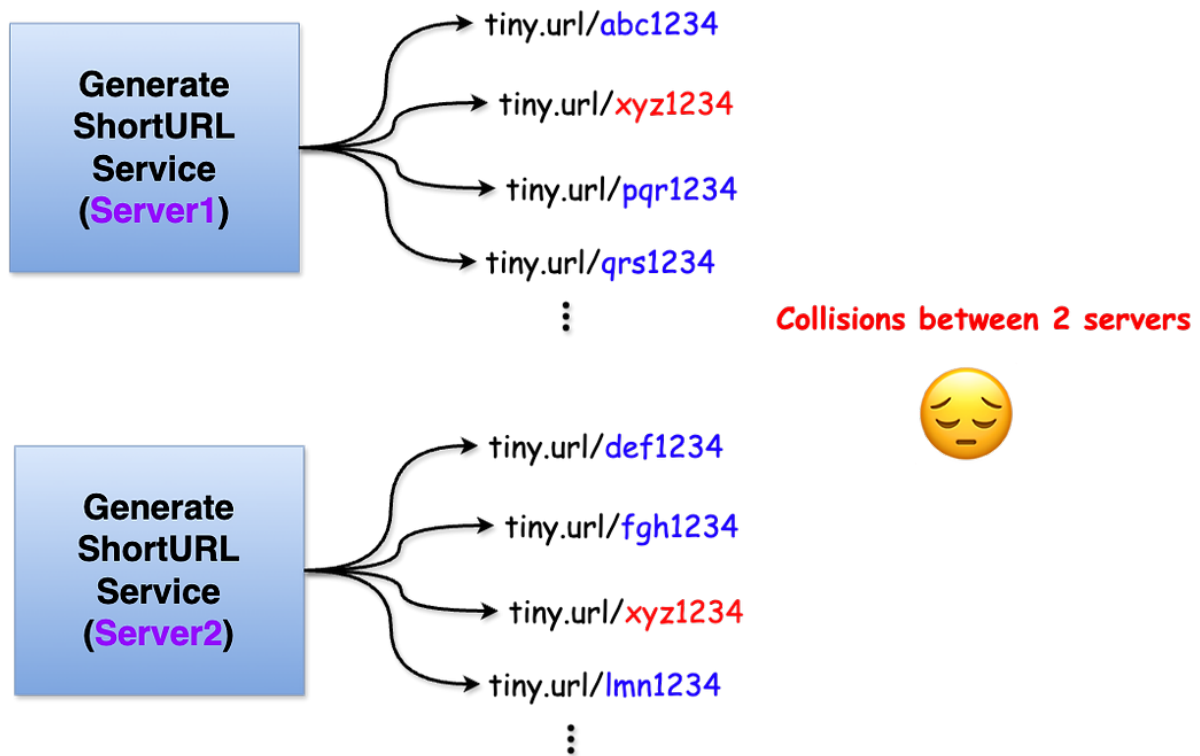 Generate
ShortURL
Service
(Server1)
tiny.url/abc1234
tiny.url/xyz1234
tiny.url/pqr1234
tiny.url/qrs1234
Collisions between 2 servers
Generate
ShortURL
Service
(Server2)
tiny.url/def1234
tiny.url/fgh1234
tiny.url/xyz1234
tiny.url/lmn1234